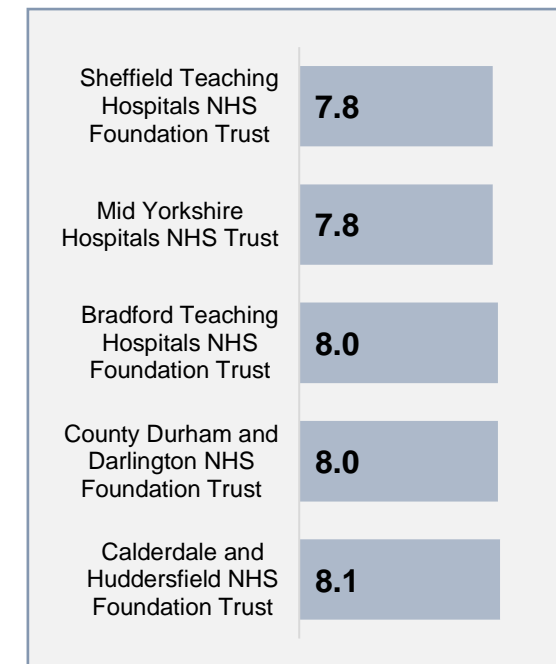 Sheffield Teaching
Hospitals NHS
Foundation Trust
7.8
Mid Yorkshire
Hospitals NHS Trust
7.8
Bradford Teaching
Hospitals NHS
Foundation Trust
8.0
County Durham and
Darlington NHS
Foundation Trust
8.0
Calderdale and
Huddersfield NHS
Foundation Trust
8.1